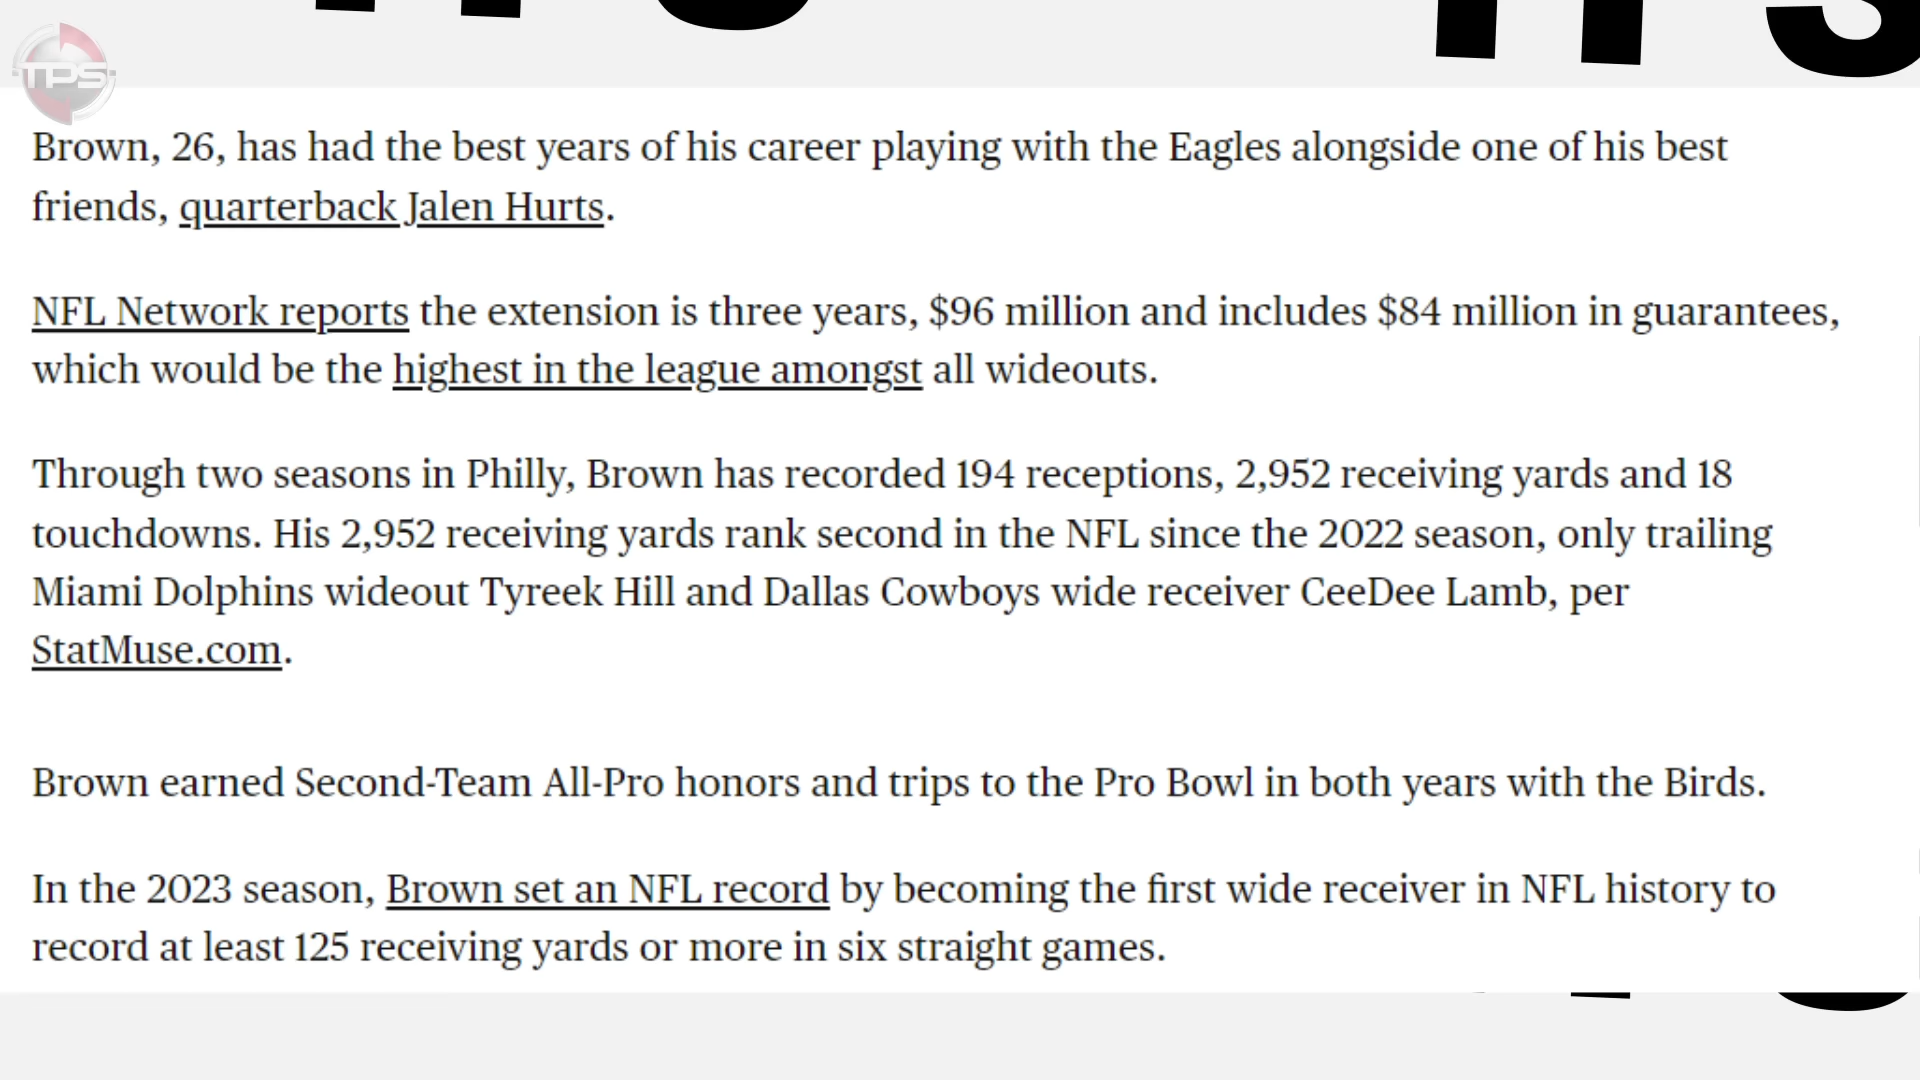 TPS
Brown, 26, has had the best years of his career playing with the Eagles alongside one of his best
friends, quarterback Jalen Hurts.
NFL Network reports the extension is three years, $96 million and includes $84 million in guarantees,
which would be the highest in the league amongst all wideouts.
Through two seasons in Philly, Brown has recorded 194 receptions, 2,952 receiving yards and 18
touchdowns. His 2,952 receiving yards rank second in the NFL since the 2022 season, only trailing
Miami Dolphins wideout Tyreek Hill and Dallas Cowboys wide receiver CeeDee Lamb, per
StatMuse.com.
Brown earned Second-Team All-Pro honors and trips to the Pro Bowl in both years with the Birds.
In the 2023 season, Brown set an NFL record by becoming the first wide receiver in NFL history to
record at least 125 receiving yards or more in six straight games.